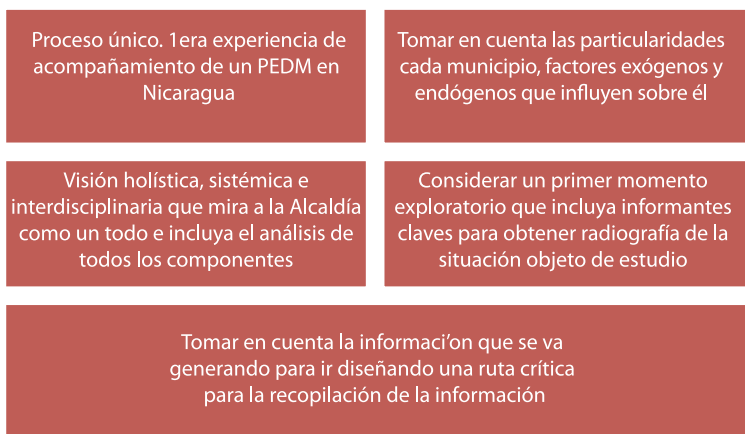 Proceso único. 1era experiencia de
acompañamiento de un PEDM en
Nicaragua
Tomar en cuenta las particularidades
cada municipio, factores exógenos y
endógenos que influyen sobre él
Visión holística, sistémica e
interdisciplinaria que mira a la Alcaldía
como un todo e incluya el análisis de
todos los componentes
Considerar un primer momento
exploratorio que incluya informantes
claves para obtener radiografía de la
situación objeto de estudio
Tomar en cuenta la informaci'on que se va
generando para ir diseñando una ruta crítica
para la recopilación de la información